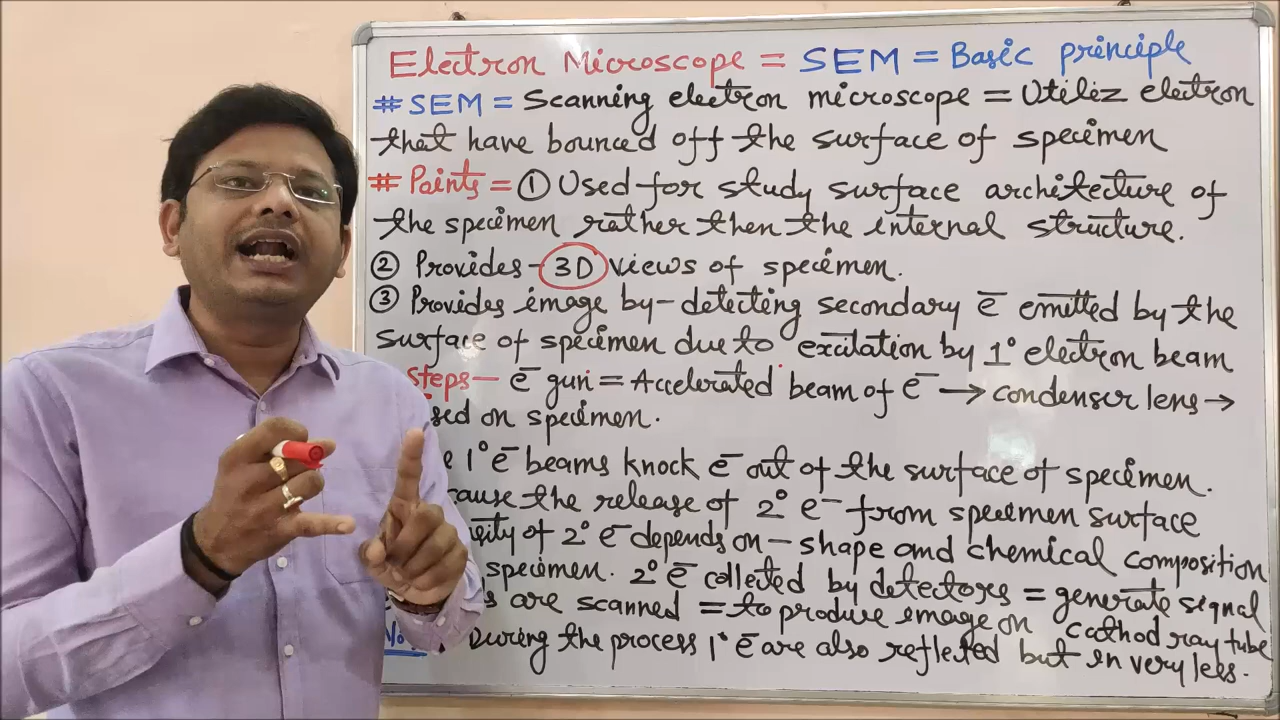 Electron Microscope = SEM = Basic principle
# SEM = Scanning electron microscope = Utiliz electron
that have bounced off the surface of specimen
# Points = ① Used for study surface architecture of
the specimen rather then the internal structure.
② Provides - 3D views of specimen.
③ Provides image by - detecting secondary e̅ emitted by the
surface of specimen due to excitation by 1° electron beam
Steps — e̅ gun = Accelerated beam of e̅ → condenser lens →
sed on specimen.
e 1° e̅ beams knock e̅ out of the surface of specimen.
cause the release of 2° e⁻ from specimen surface
sity of 2° e̅ depends on — shape and chemical composition
specimen. 2° e̅ collected by detectors = generate signal
s are scanned = to produce image on cathod ray tube
No During the process 1° e̅ are also reflected but in very less.